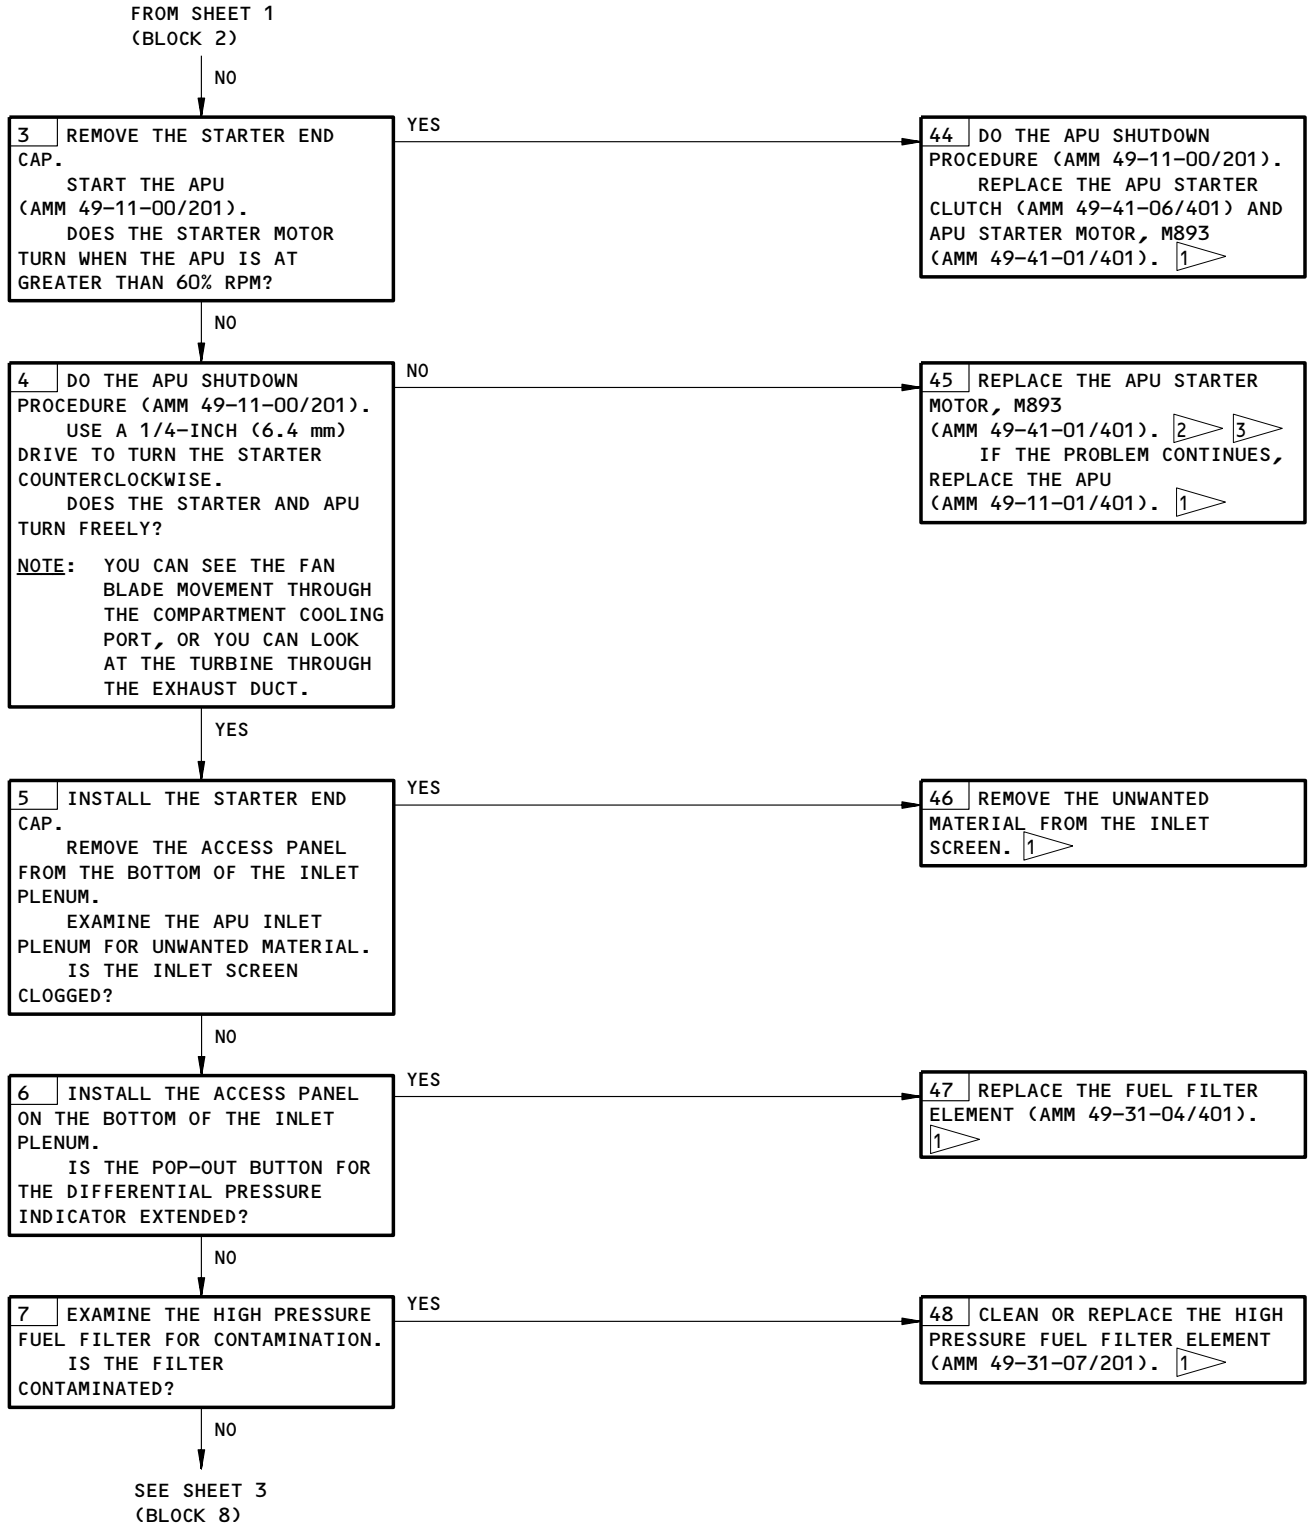 FROM SHEET 1
(BLOCK 2)
NO
3 REMOVE THE STARTER END
CAP.
START THE APU
(AMM 49-11-00/201).
DOES THE STARTER MOTOR
TURN WHEN THE APU IS AT
GREATER THAN 60% RPM?
YES
44 DO THE APU SHUTDOWN
PROCEDURE (AMM 49-11-00/201).
REPLACE THE APU STARTER
CLUTCH (AMM 49-41-06/401) AND
APU STARTER MOTOR, M893
(AMM 49-41-01/401). 1
NO
4 DO THE APU SHUTDOWN
PROCEDURE (AMM 49-11-00/201).
USE A 1/4-INCH (6.4 mm)
DRIVE TO TURN THE STARTER
COUNTERCLOCKWISE.
DOES THE STARTER AND APU
TURN FREELY?
NOTE: YOU CAN SEE THE FAN
BLADE MOVEMENT THROUGH
THE COMPARTMENT COOLING
PORT, OR YOU CAN LOOK
AT THE TURBINE THROUGH
THE EXHAUST DUCT.
NO
45 REPLACE THE APU STARTER
MOTOR, M893
(AMM 49-41-01/401). 2 3
IF THE PROBLEM CONTINUES,
REPLACE THE APU
(AMM 49-11-01/401). 1
YES
5 INSTALL THE STARTER END
CAP.
REMOVE THE ACCESS PANEL
FROM THE BOTTOM OF THE INLET
PLENUM.
EXAMINE THE APU INLET
PLENUM FOR UNWANTED MATERIAL.
IS THE INLET SCREEN
CLOGGED?
YES
46 REMOVE THE UNWANTED
MATERIAL FROM THE INLET
SCREEN. 1
NO
6 INSTALL THE ACCESS PANEL
ON THE BOTTOM OF THE INLET
PLENUM.
IS THE POP-OUT BUTTON FOR
THE DIFFERENTIAL PRESSURE
INDICATOR EXTENDED?
YES
47 REPLACE THE FUEL FILTER
ELEMENT (AMM 49-31-04/401).
1
NO
7 EXAMINE THE HIGH PRESSURE
FUEL FILTER FOR CONTAMINATION.
IS THE FILTER
CONTAMINATED?
YES
48 CLEAN OR REPLACE THE HIGH
PRESSURE FUEL FILTER ELEMENT
(AMM 49-31-07/201). 1
NO
SEE SHEET 3
(BLOCK 8)